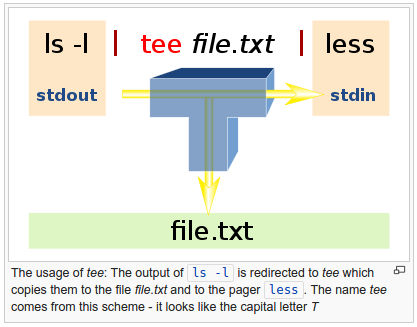 ls -l | tee file.txt | less
stdout stdin
file.txt
The usage of tee: The output of ls -l is redirected to tee which
copies them to the file file.txt and to the pager less. The name tee
comes from this scheme - it looks like the capital letter T